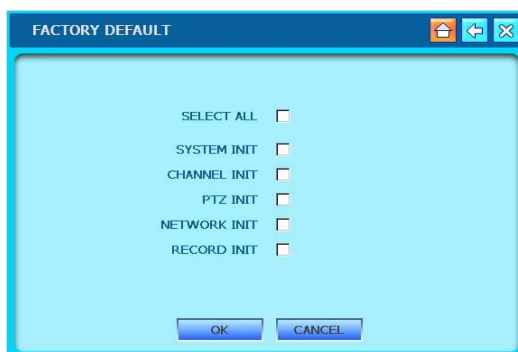 FACTORY DEFAULT
SELECT ALL
SYSTEM INIT
CHANNEL INIT
PTZ INIT
NETWORK INIT
RECORD INIT
OK CANCEL